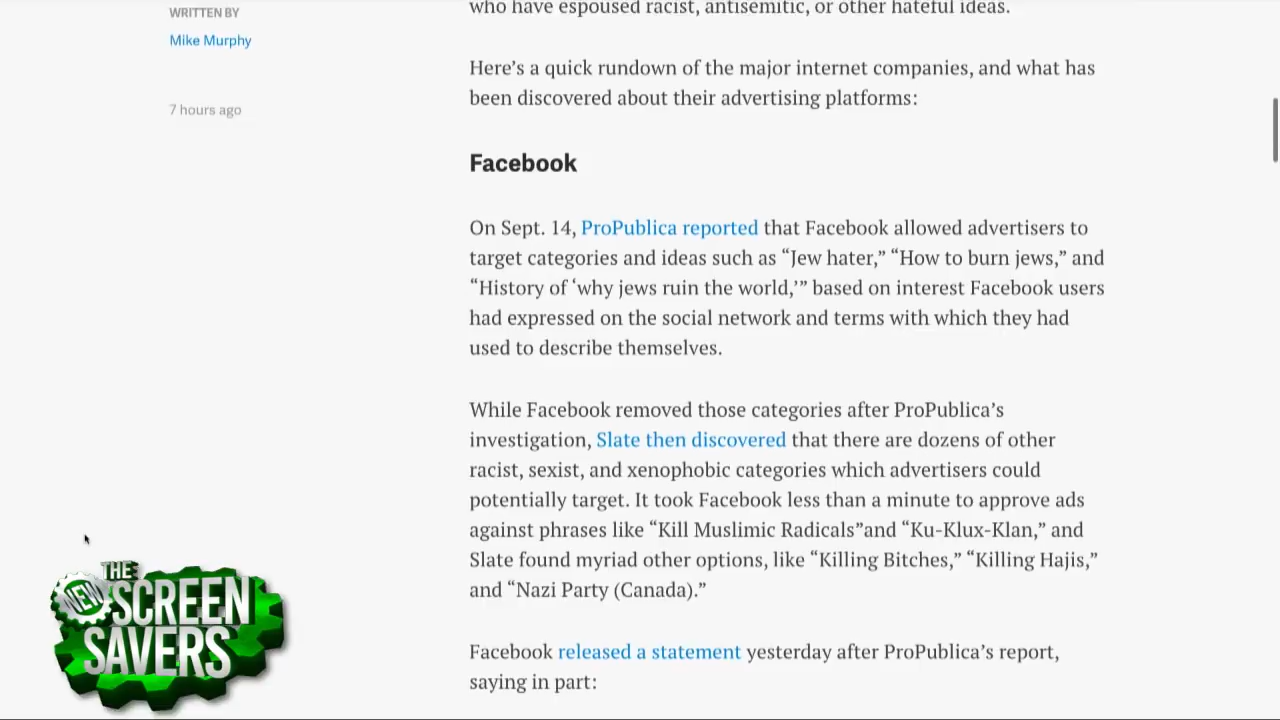 WRITTEN BY
Mike Murphy
7 hours ago
who have espoused racist, antisemitic, or other hateful ideas.
Here’s a quick rundown of the major internet companies, and what has
been discovered about their advertising platforms:
Facebook
On Sept. 14, ProPublica reported that Facebook allowed advertisers to
target categories and ideas such as “Jew hater,” “How to burn jews,” and
“History of ‘why jews ruin the world,’” based on interest Facebook users
had expressed on the social network and terms with which they had
used to describe themselves.
While Facebook removed those categories after ProPublica’s
investigation, Slate then discovered that there are dozens of other
racist, sexist, and xenophobic categories which advertisers could
potentially target. It took Facebook less than a minute to approve ads
against phrases like “Kill Muslimic Radicals”and “Ku-Klux-Klan,” and
Slate found myriad other options, like “Killing Bitches,” “Killing Hajis,”
and “Nazi Party (Canada).”
Facebook released a statement yesterday after ProPublica’s report,
saying in part:
THE
NEW
SCREEN
SAVERS